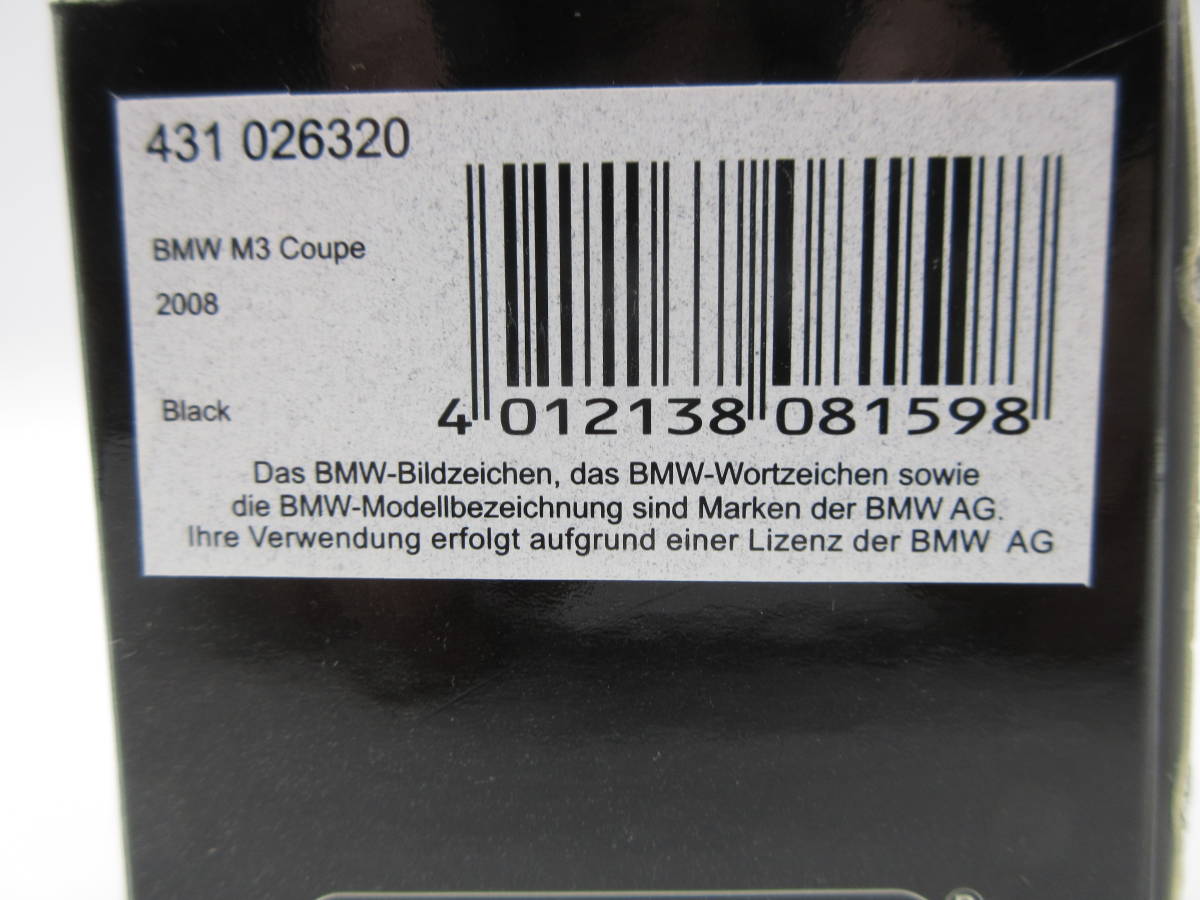 431 026320
BMW M3 Coupe
2008
Black
4 012138 081598
Das BMW-Bildzeichen, das BMW-Wortzeichen sowie
die BMW-Modellbezeichnung sind Marken der BMW AG.
Ihre Verwendung erfolgt aufgrund einer Lizenz der BMW AG